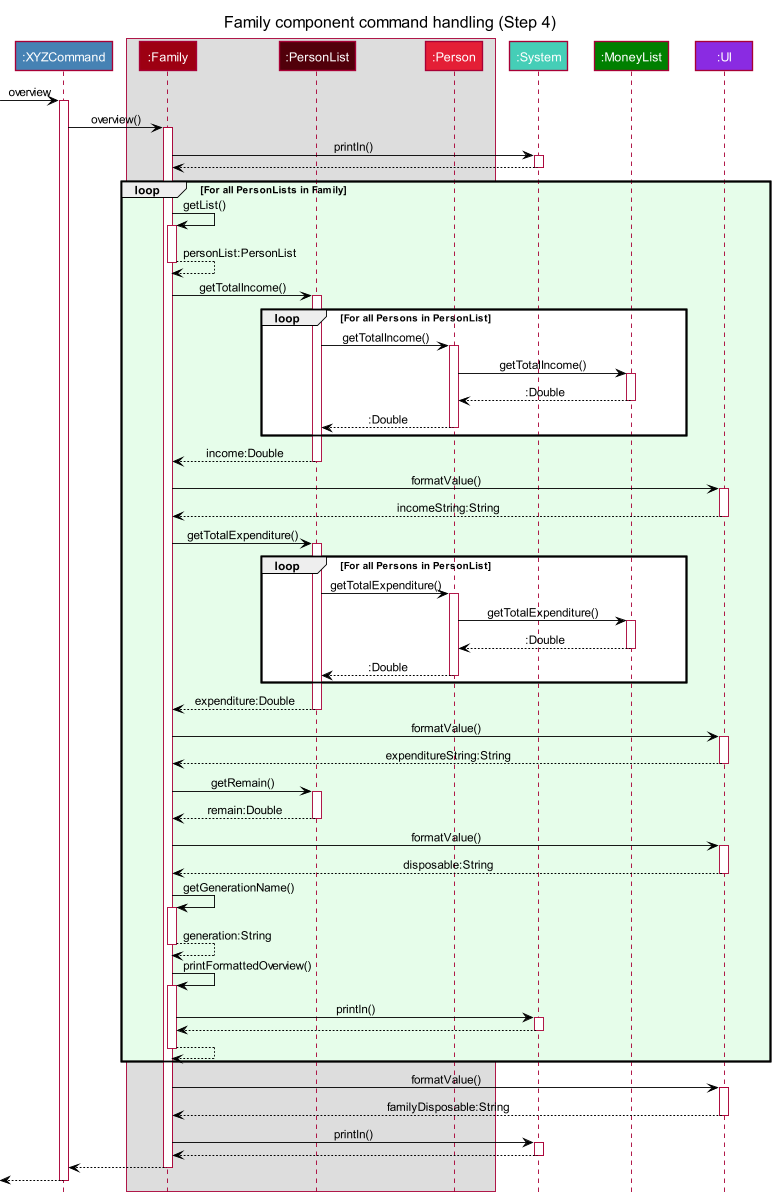 Family component command handling (Step 4)
:XYZCommand :Family :PersonList :Person :System :MoneyList :UI
overview
overview()
println()
loop [For all PersonLists in Family]
getList()
personList:PersonList
getTotalIncome()
loop [For all Persons in PersonList]
getTotalIncome()
getTotalIncome()
:Double
:Double
income:Double
formatValue()
incomeString:String
getTotalExpenditure()
loop [For all Persons in PersonList]
getTotalExpenditure()
getTotalExpenditure()
:Double
:Double
expenditure:Double
formatValue()
expenditureString:String
getRemain()
remain:Double
formatValue()
disposable:String
getGenerationName()
generation:String
printFormattedOverview()
println()
formatValue()
familyDisposable:String
println()